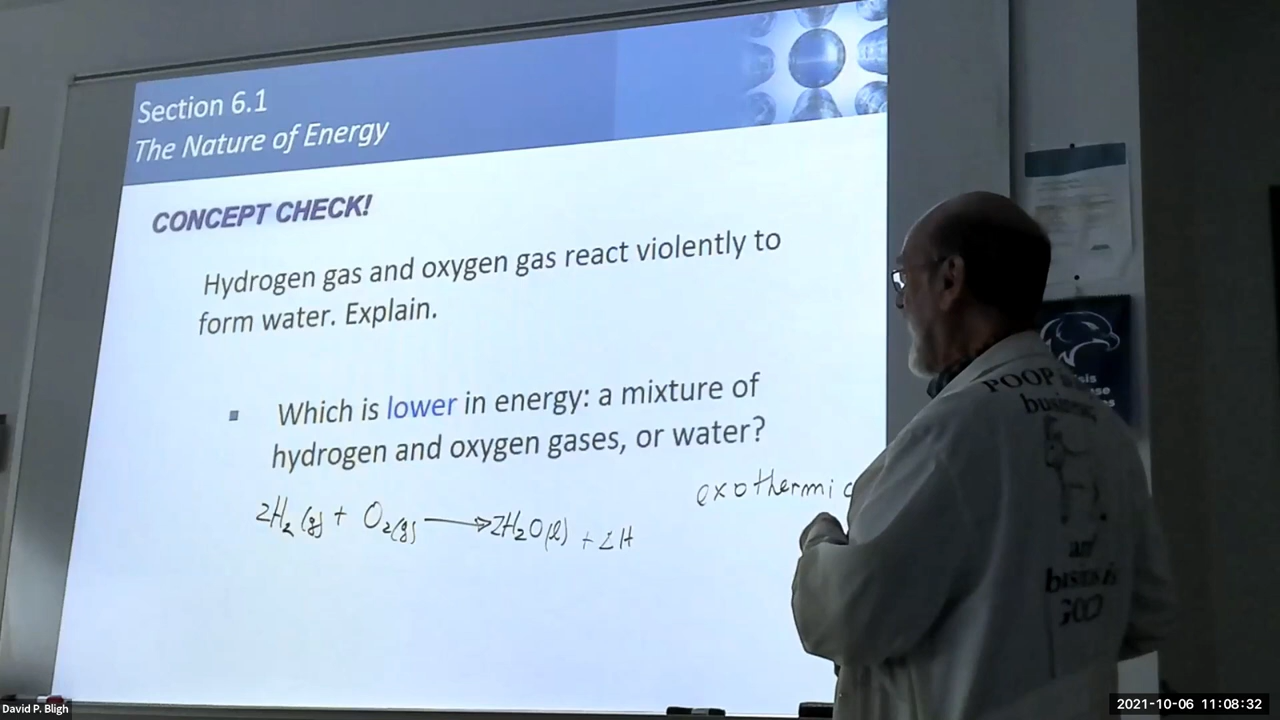 Section 6.1
The Nature of Energy
CONCEPT CHECK!
Hydrogen gas and oxygen gas react violently to
form water. Explain.
▪ Which is lower in energy: a mixture of
hydrogen and oxygen gases, or water?
exothermic
2H₂(g) + O₂(g) → 2H₂O(l) + ZH
POOP
business
and
business
GOOD
David P. Bligh
2021-10-06 11:08:32